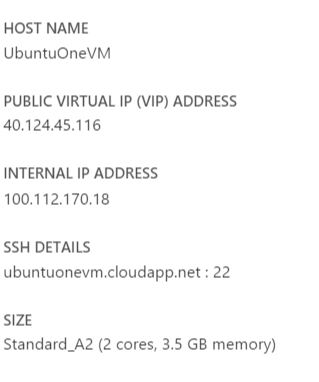 HOST NAME
UbuntuOneVM
PUBLIC VIRTUAL IP (VIP) ADDRESS
40.124.45.116
INTERNAL IP ADDRESS
100.112.170.18
SSH DETAILS
ubuntuonevm.cloudapp.net : 22
SIZE
Standard_A2 (2 cores, 3.5 GB memory)